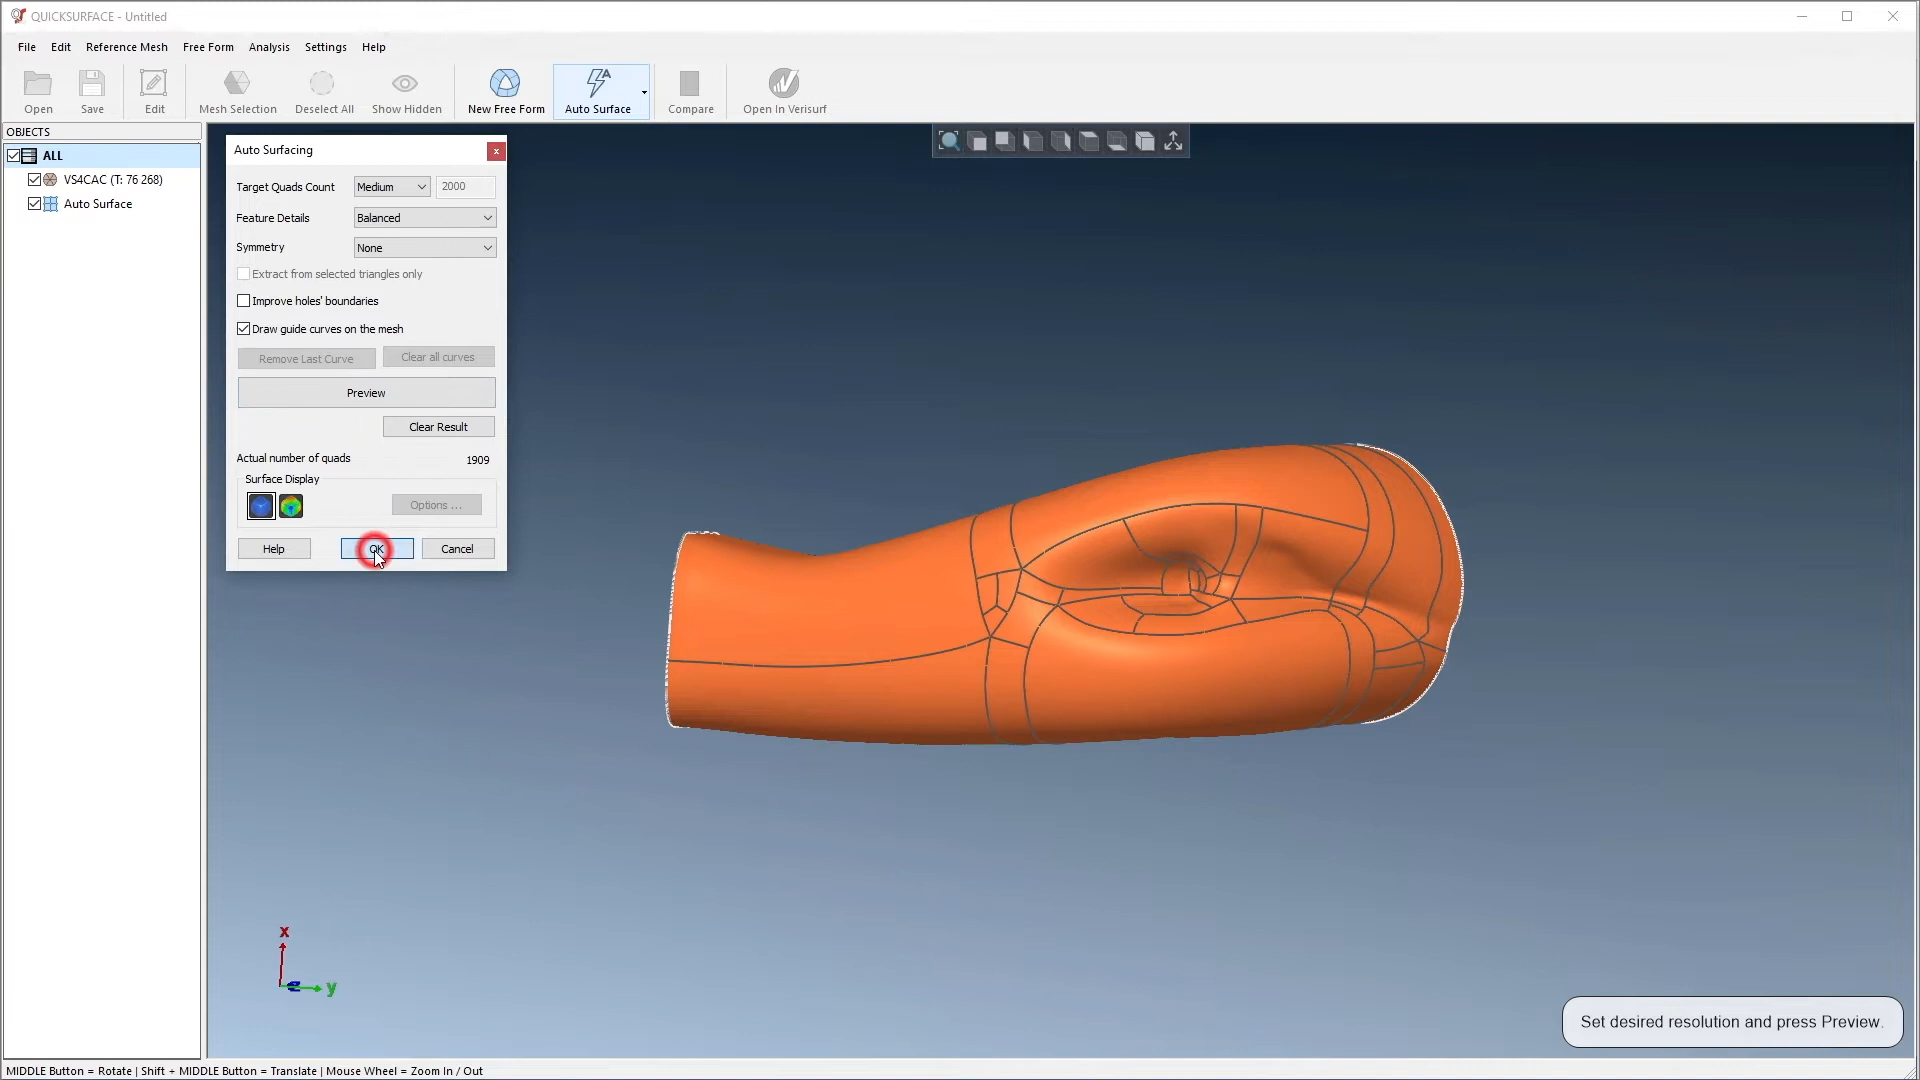 QUICKSURFACE - Untitled
File Edit Reference Mesh Free Form Analysis Settings Help
Open Save Edit Mesh Selection Deselect All Show Hidden New Free Form Auto Surface Compare Open In Verisurf
OBJECTS
ALL
VS4CAC (T: 76 268)
Auto Surface
Auto Surfacing
Target Quads Count Medium 2000
Feature Details Balanced
Symmetry None
Extract from selected triangles only
Improve holes' boundaries
Draw guide curves on the mesh
Remove Last Curve Clear all curves
Preview
Clear Result
Actual number of quads 1909
Surface Display
Options ...
Help OK Cancel
x
y
Set desired resolution and press Preview.
MIDDLE Button = Rotate | Shift + MIDDLE Button = Translate | Mouse Wheel = Zoom In / Out